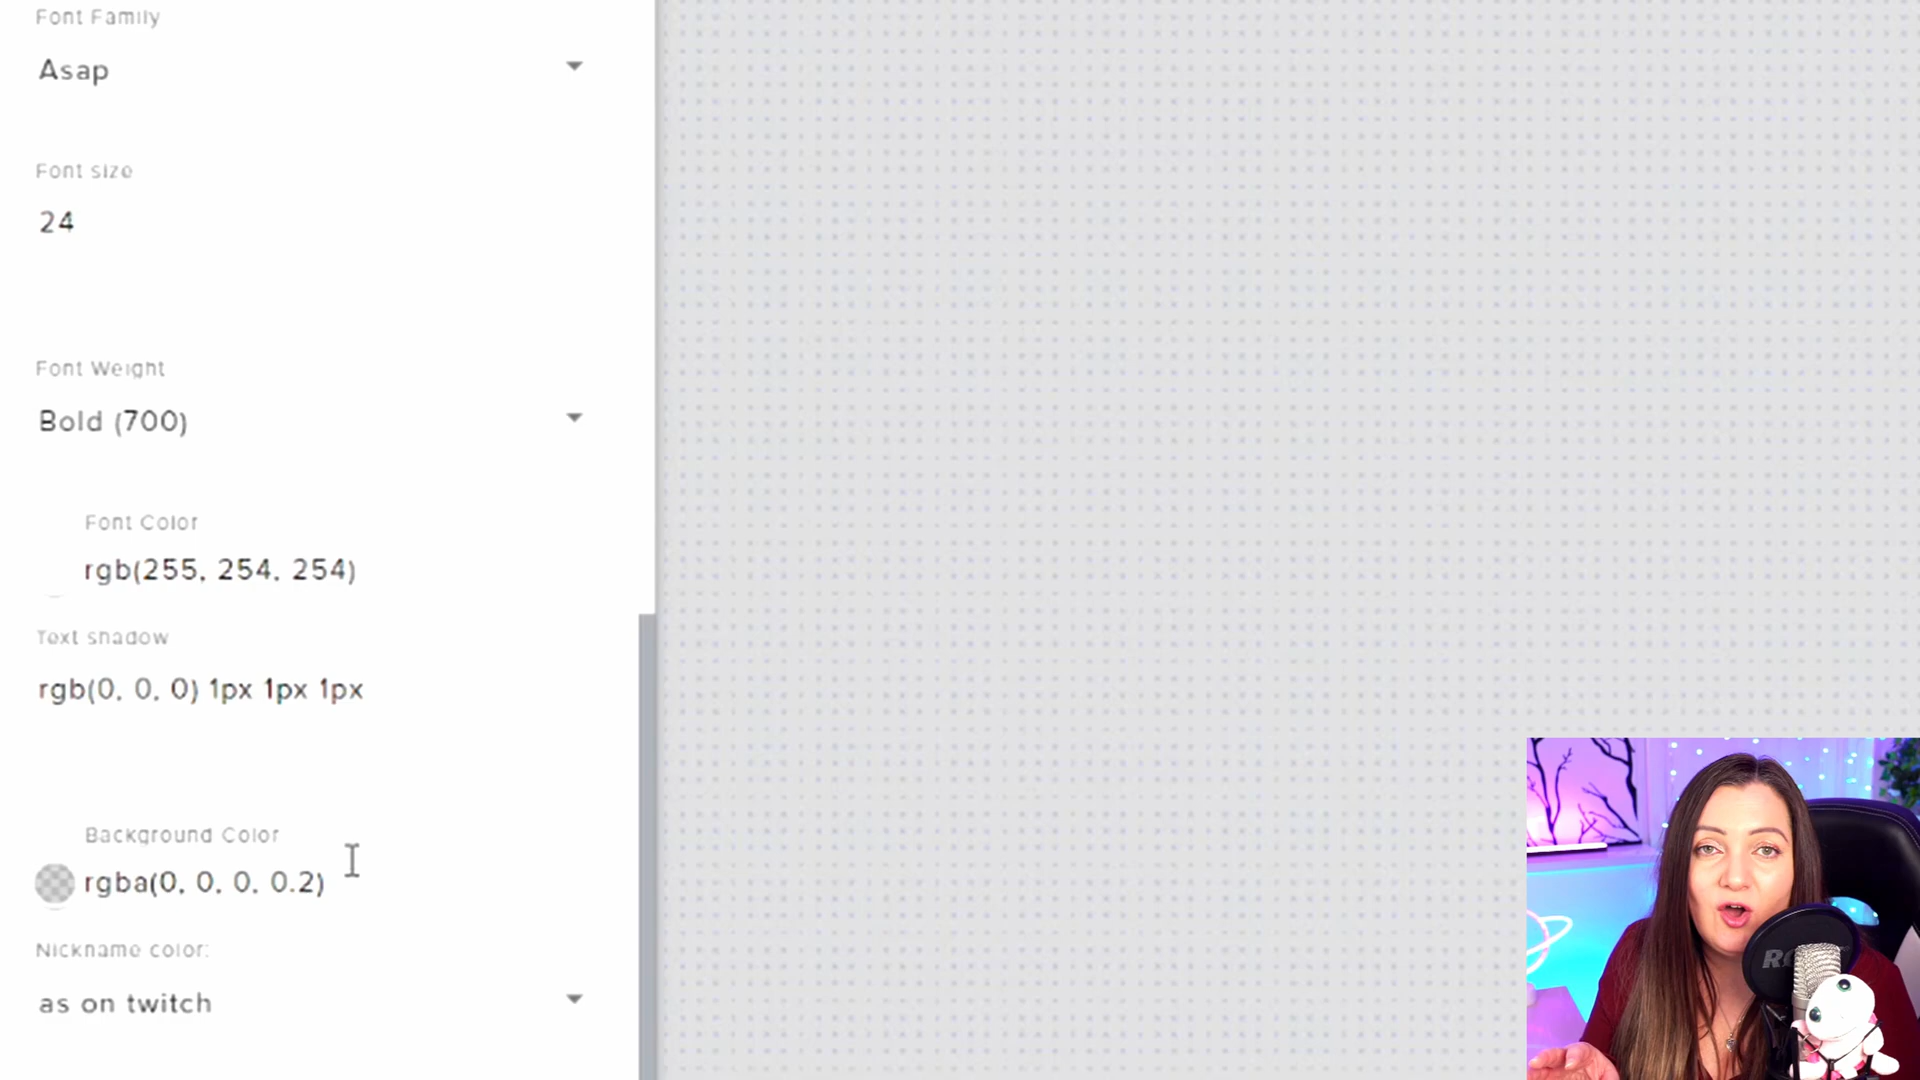 Font Family
Asap
Font size
24
Font Weight
Bold (700)
Font Color
rgb(255, 254, 254)
Text shadow
rgb(0, 0, 0) 1px 1px 1px
Background Color
rgba(0, 0, 0, 0.2)
Nickname color:
as on twitch